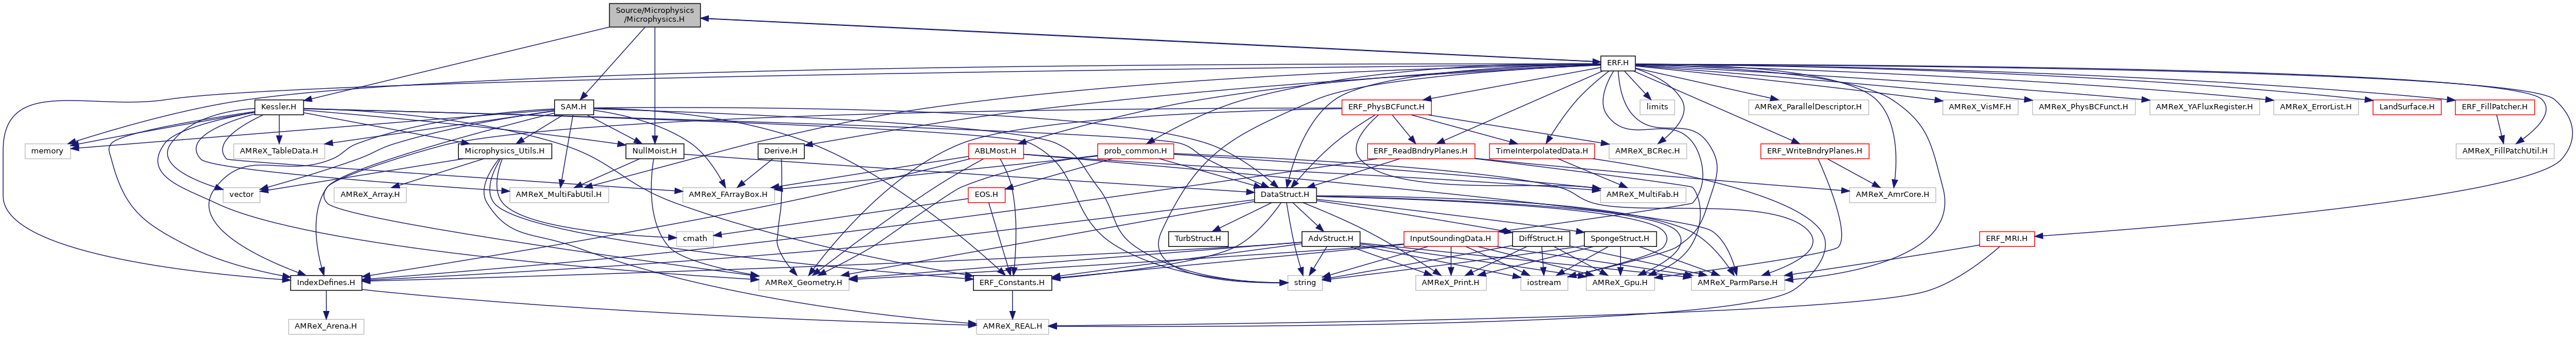 Source/Microphysics
/Microphysics.H
ERF.H
Kessler.H
SAM.H
ERF_PhysBCFunct.H
limits
AMReX_ParallelDescriptor.H
AMReX_VisMF.H
AMReX_PhysBCFunct.H
AMReX_YAFluxRegister.H
AMReX_ErrorList.H
LandSurface.H
ERF_FillPatcher.H
memory
AMReX_TableData.H
Microphysics_Utils.H
NullMoist.H
Derive.H
ABLMost.H
prob_common.H
ERF_ReadBndryPlanes.H
TimeInterpolatedData.H
AMReX_BCRec.H
ERF_WriteBndryPlanes.H
AMReX_FillPatchUtil.H
vector
AMReX_Array.H
AMReX_MultiFabUtil.H
AMReX_FArrayBox.H
EOS.H
DataStruct.H
AMReX_MultiFab.H
AMReX_AmrCore.H
cmath
TurbStruct.H
AdvStruct.H
InputSoundingData.H
DiffStruct.H
SpongeStruct.H
ERF_MRI.H
IndexDefines.H
AMReX_Geometry.H
ERF_Constants.H
string
AMReX_Print.H
iostream
AMReX_Gpu.H
AMReX_ParmParse.H
AMReX_Arena.H
AMReX_REAL.H